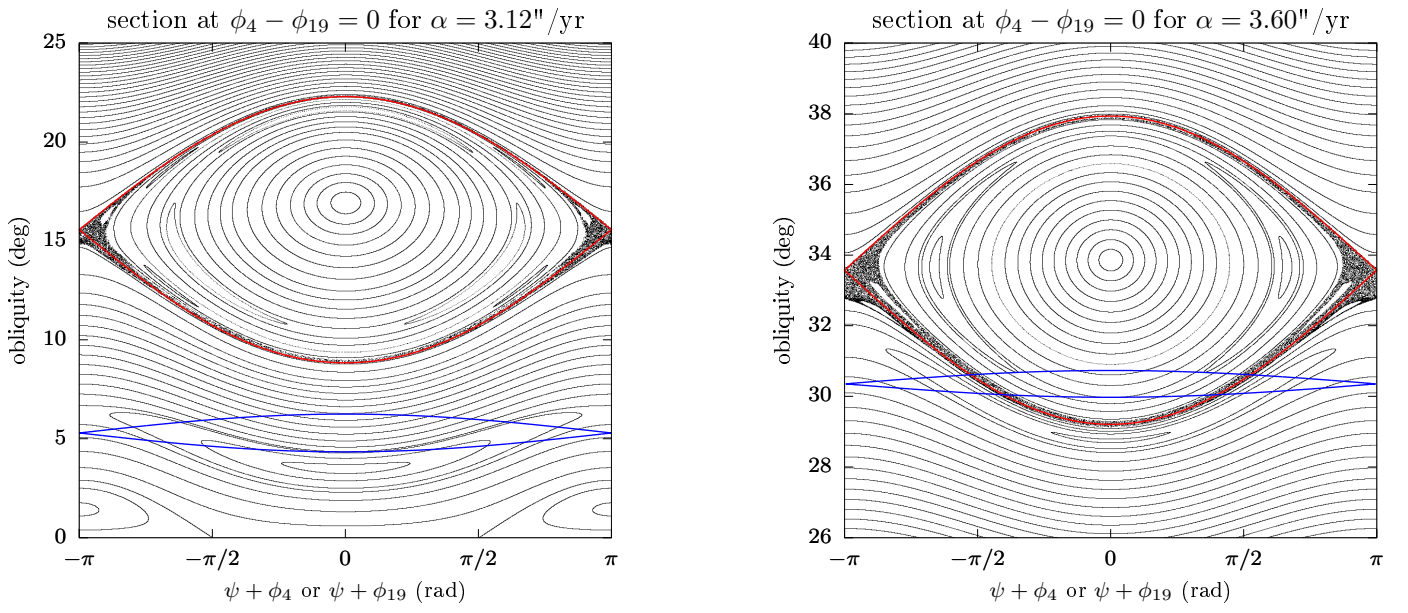 section at ϕ₄ − ϕ₁₉ = 0 for α = 3.12"/yr
25
20
15
10
5
0
obliquity (deg)
−π
−π/2
0
π/2
π
ψ + ϕ₄ or ψ + ϕ₁₉ (rad)
section at ϕ₄ − ϕ₁₉ = 0 for α = 3.60"/yr
40
38
36
34
32
30
28
26
obliquity (deg)
−π
−π/2
0
π/2
π
ψ + ϕ₄ or ψ + ϕ₁₉ (rad)